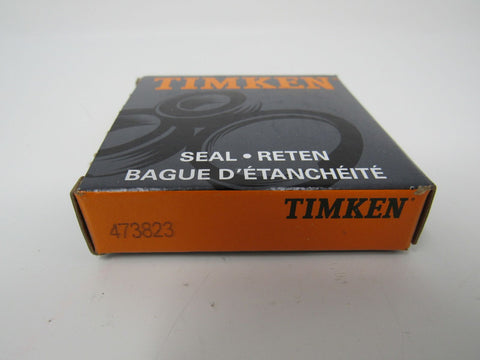 TIMKEN
SEAL • RETEN
BAGUE D'ÉTANCHÉITÉ
TIMKEN
473823